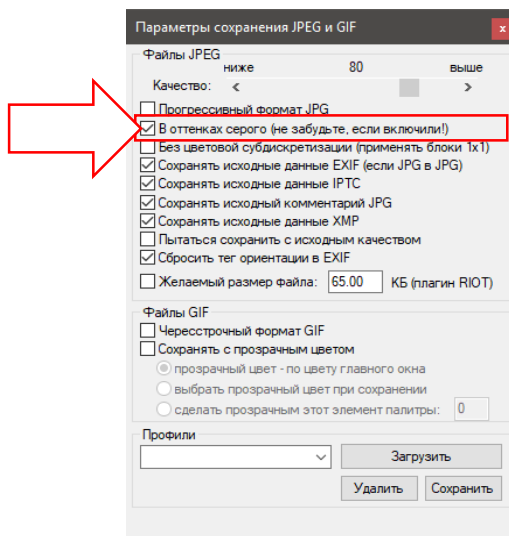 Параметры сохранения JPEG и GIF
x
Файлы JPEG
ниже 80 выше
Качество: < >
Прогрессивный формат JPG
В оттенках серого (не забудьте, если включили!)
Без цветовой субдискретизации (применять блоки 1x1)
Сохранять исходные данные EXIF (если JPG в JPG)
Сохранять исходные данные IPTC
Сохранять исходный комментарий JPG
Сохранять исходные данные XMP
Пытаться сохранить с исходным качеством
Сбросить тег ориентации в EXIF
Желаемый размер файла: 65.00 КБ (плагин RIOT)
Файлы GIF
Чересстрочный формат GIF
Сохранять с прозрачным цветом
прозрачный цвет - по цвету главного окна
выбрать прозрачный цвет при сохранении
сделать прозрачным этот элемент палитры: 0
Профили
Загрузить
Удалить Сохранить